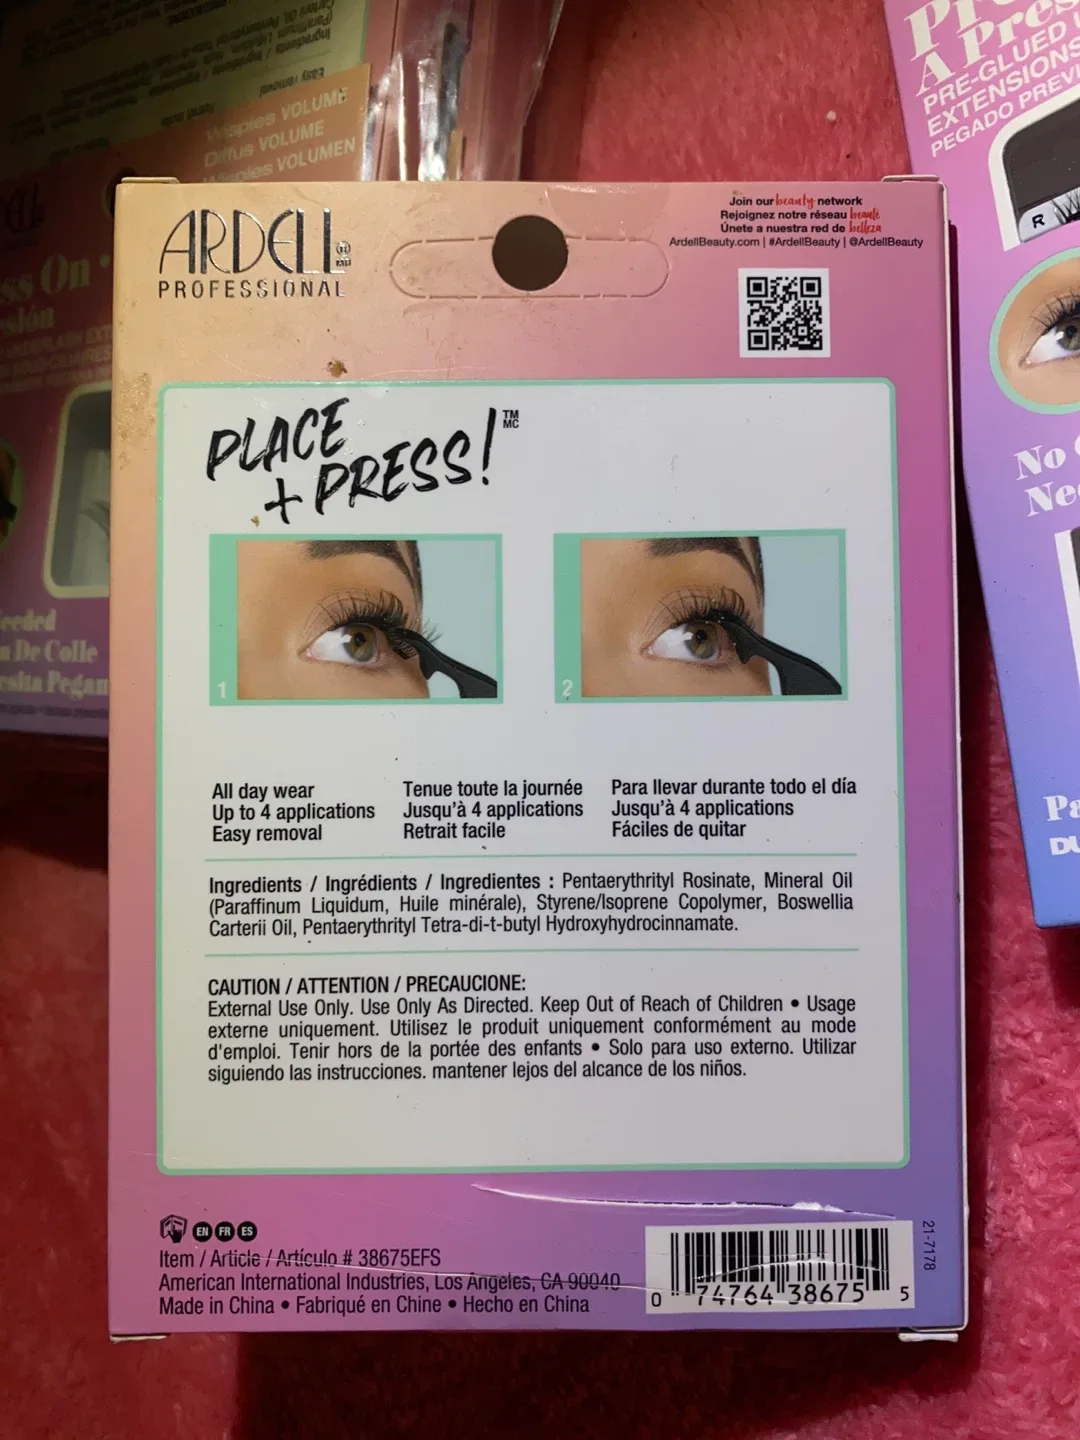 Wispies VOLUME
Diffus VOLUME
Wispies VOLUMEN
ARDELL
PROFESSIONAL
Join our beauty network
Rejoignez notre réseau beauté
Únete a nuestra red de belleza
ArdellBeauty.com | #ArdellBeauty | @ArdellBeauty
PLACE
+ PRESS!
TM
MC
1
2
All day wear
Up to 4 applications
Easy removal
Tenue toute la journée
Jusqu'à 4 applications
Retrait facile
Para llevar durante todo el día
Jusqu'à 4 applications
Fáciles de quitar
Ingredients / Ingrédients / Ingredientes : Pentaerythrityl Rosinate, Mineral Oil
(Paraffinum Liquidum, Huile minérale), Styrene/Isoprene Copolymer, Boswellia
Carterii Oil, Pentaerythrityl Tetra-di-t-butyl Hydroxyhydrocinnamate.
CAUTION / ATTENTION / PRECAUCIONE:
External Use Only. Use Only As Directed. Keep Out of Reach of Children • Usage
externe uniquement. Utilisez le produit uniquement conformément au mode
d'emploi. Tenir hors de la portée des enfants • Solo para uso externo. Utilizar
siguiendo las instrucciones. mantener lejos del alcance de los niños.
EN FR ES
Item / Article / Artículo # 38675EFS
American International Industries, Los Angeles, CA 90040
Made in China • Fabriqué en Chine • Hecho en China
0 74764 38675 5
21-7178
On
De Colle
A
PRE-GLUED
EXTENSIONS
PEGADO
R
No